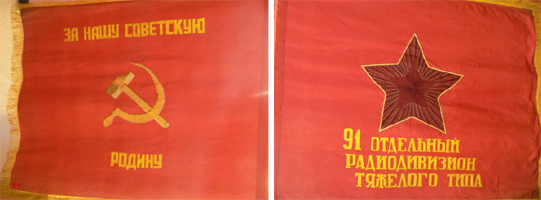 ЗА НАШУ СОВЕТСКУЮ
РОДИНУ
91 ОТДЕЛЬНЫЙ
РАДИОДИВИЗИОН
ТЯЖЕЛОГО ТИПА